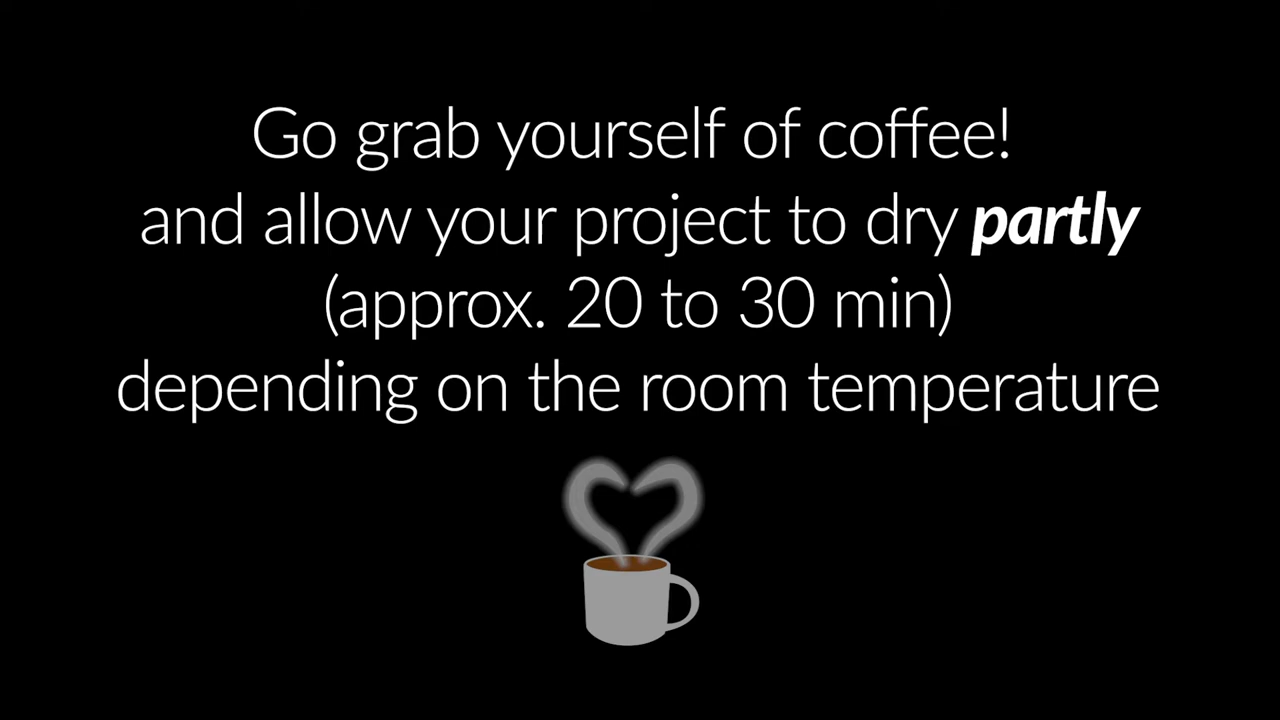 Go grab yourself of coffee!
and allow your project to dry partly
(approx. 20 to 30 min)
depending on the room temperature